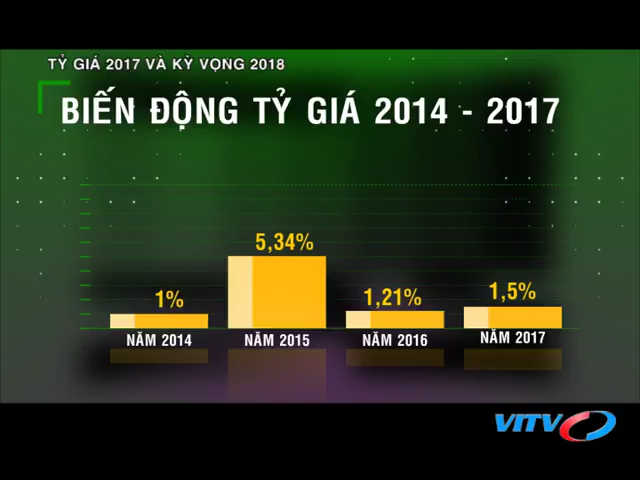 TỶ GIÁ 2017 VÀ KỲ VỌNG 2018
BIẾN ĐỘNG TỶ GIÁ 2014 - 2017
1%
5,34%
1,21%
1,5%
NĂM 2014
NĂM 2015
NĂM 2016
NĂM 2017
VITV